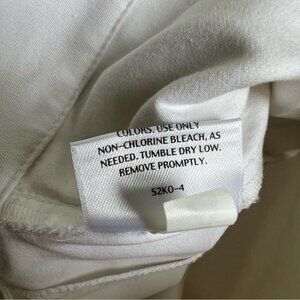 COLORS. USE ONLY
NON-CHLORINE BLEACH, AS
NEEDED. TUMBLE DRY LOW.
REMOVE PROMPTLY.
S2K0-4